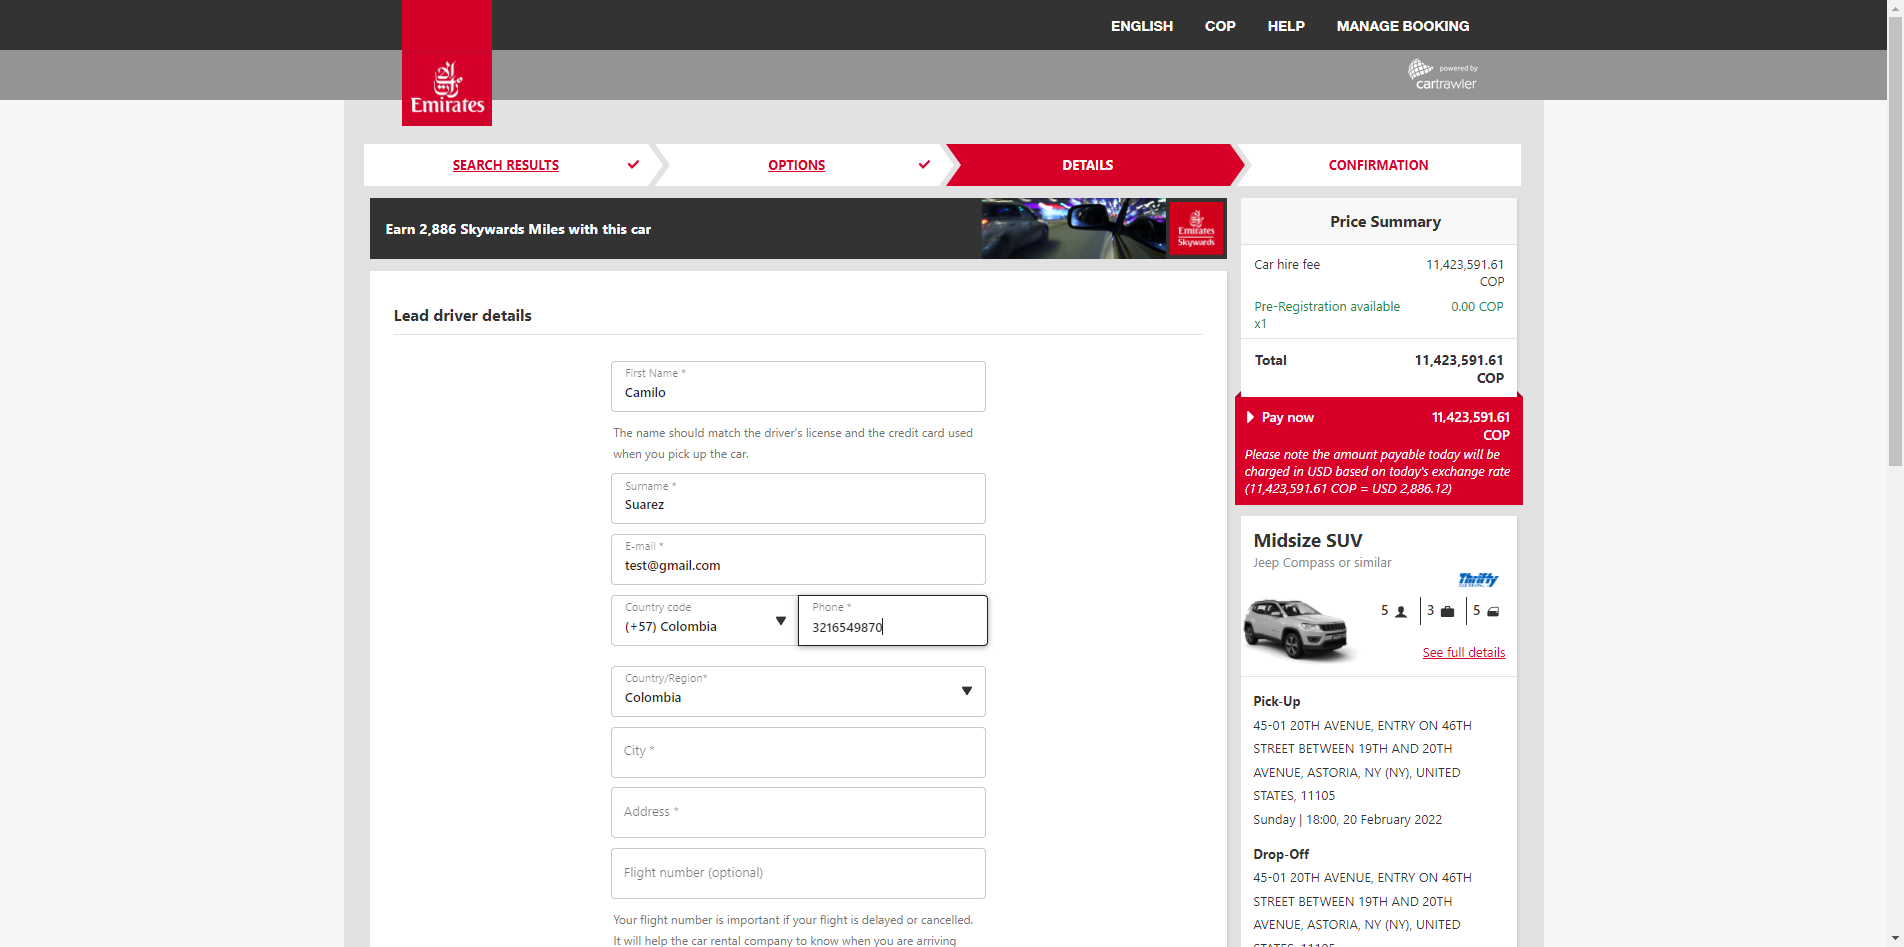 ENGLISH COP HELP MANAGE BOOKING
Emirates
powered by
cartrawler
SEARCH RESULTS OPTIONS DETAILS CONFIRMATION
Earn 2,886 Skywards Miles with this car
Emirates
Skywards
Lead driver details
First Name *
Camilo
The name should match the driver's license and the credit card used
when you pick up the car.
Surname *
Suarez
E-mail *
test@gmail.com
Country code
(+57) Colombia
Phone *
3216549870
Country/Region*
Colombia
City *
Address *
Flight number (optional)
Your flight number is important if your flight is delayed or cancelled.
It will help the car rental company to know when you are arriving
Price Summary
Car hire fee 11,423,591.61
COP
Pre-Registration available 0.00 COP
x1
Total 11,423,591.61
COP
Pay now 11,423,591.61
COP
Please note the amount payable today will be
charged in USD based on today's exchange rate
(11,423,591.61 COP = USD 2,886.12)
Midsize SUV
Jeep Compass or similar
Thrifty
CAR RENTAL
5 3 5
See full details
Pick-Up
45-01 20TH AVENUE, ENTRY ON 46TH
STREET BETWEEN 19TH AND 20TH
AVENUE, ASTORIA, NY (NY), UNITED
STATES, 11105
Sunday | 18:00, 20 February 2022
Drop-Off
45-01 20TH AVENUE, ENTRY ON 46TH
STREET BETWEEN 19TH AND 20TH
AVENUE, ASTORIA, NY (NY), UNITED
STATES, 11105